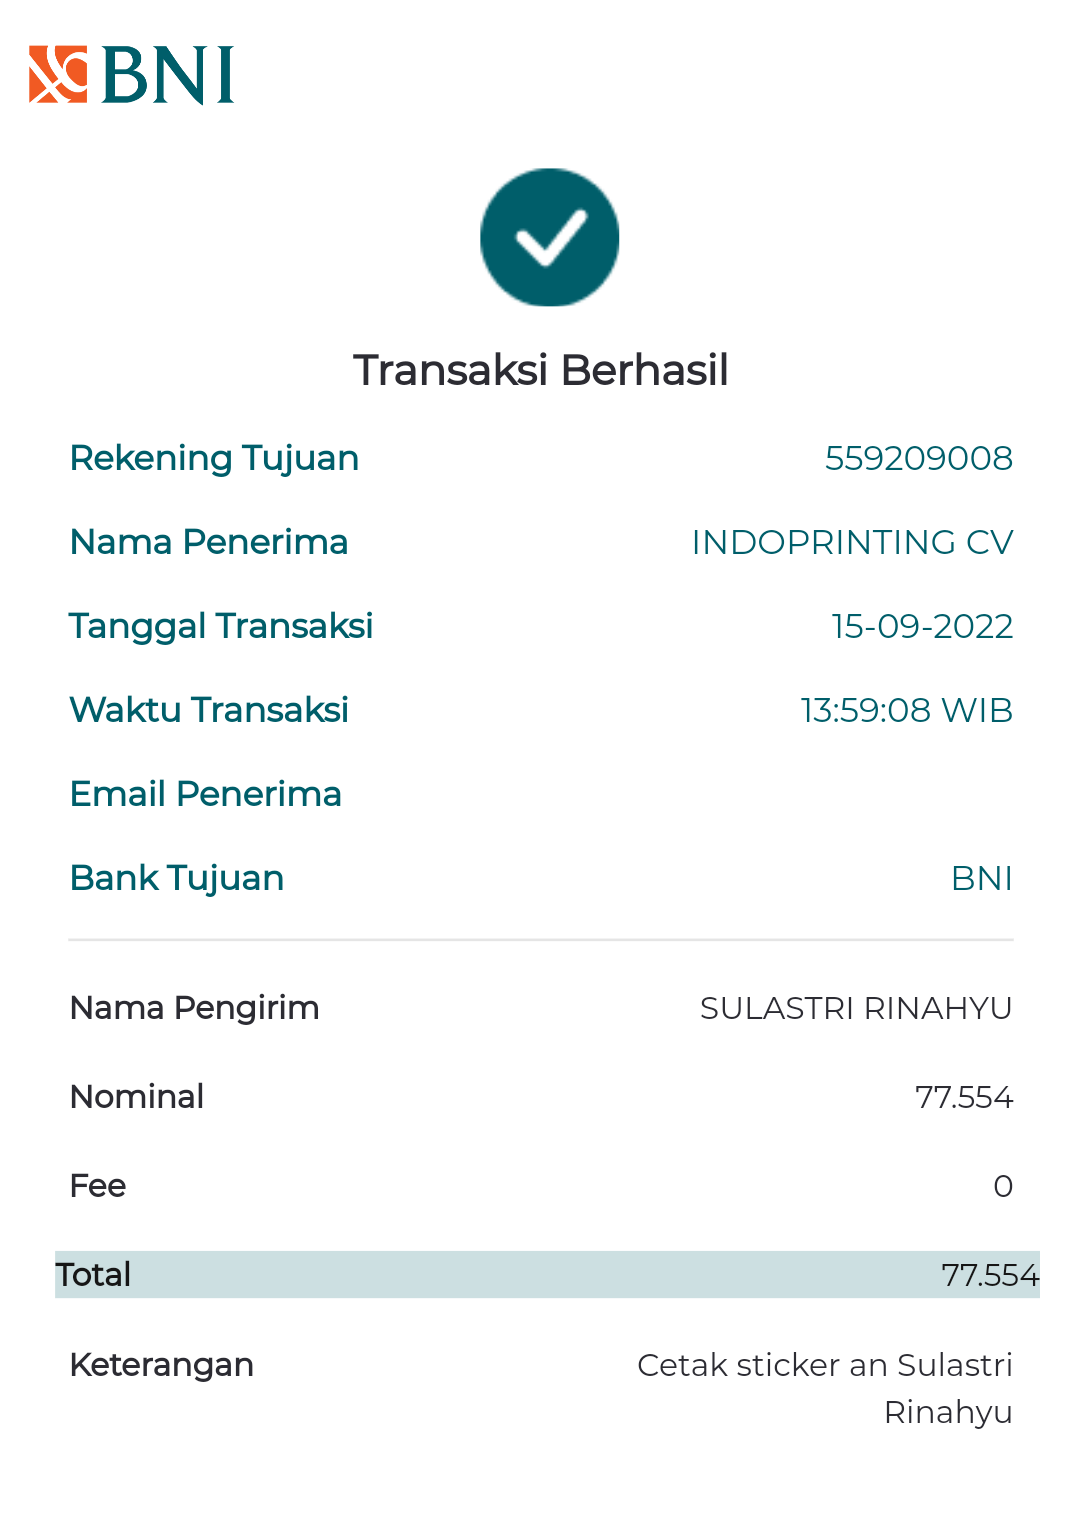 BNI
Transaksi Berhasil
Rekening Tujuan 559209008
Nama Penerima INDOPRINTING CV
Tanggal Transaksi 15-09-2022
Waktu Transaksi 13:59:08 WIB
Email Penerima
Bank Tujuan BNI
Nama Pengirim SULASTRI RINAHYU
Nominal 77.554
Fee 0
Total 77.554
Keterangan Cetak sticker an Sulastri
Rinahyu